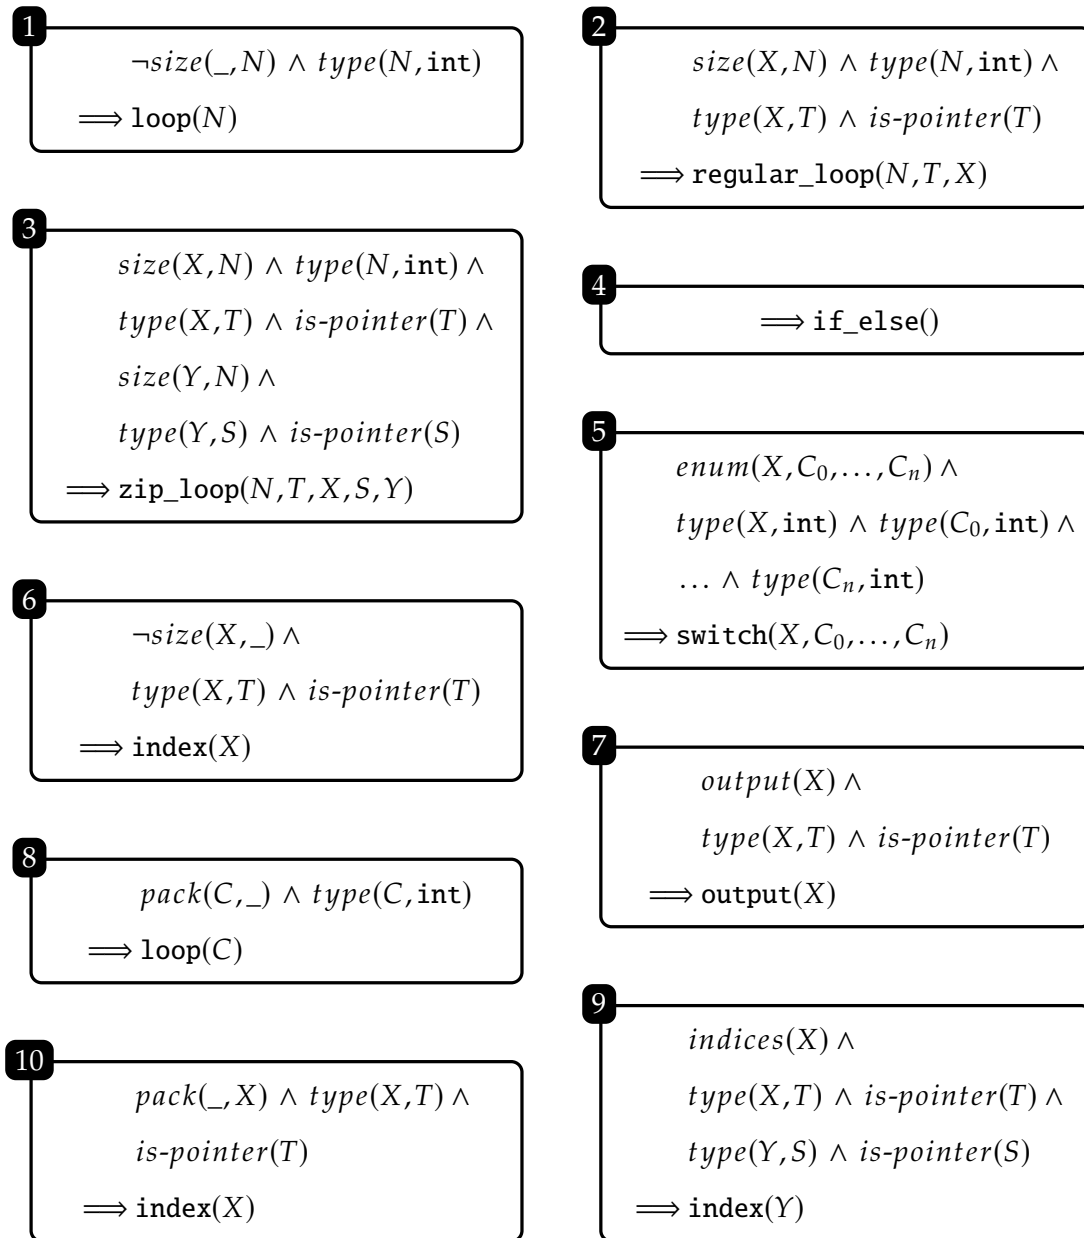 1
¬size(_, N) ∧ type(N, int)
⟹ loop(N)
2
size(X, N) ∧ type(N, int) ∧
type(X, T) ∧ is-pointer(T)
⟹ regular_loop(N, T, X)
3
size(X, N) ∧ type(N, int) ∧
type(X, T) ∧ is-pointer(T) ∧
size(Y, N) ∧
type(Y, S) ∧ is-pointer(S)
⟹ zip_loop(N, T, X, S, Y)
4
⟹ if_else()
5
enum(X, C₀, ..., Cₙ) ∧
type(X, int) ∧ type(C₀, int) ∧
... ∧ type(Cₙ, int)
⟹ switch(X, C₀, ..., Cₙ)
6
¬size(X, _) ∧
type(X, T) ∧ is-pointer(T)
⟹ index(X)
7
output(X) ∧
type(X, T) ∧ is-pointer(T)
⟹ output(X)
8
pack(C, _) ∧ type(C, int)
⟹ loop(C)
9
indices(X) ∧
type(X, T) ∧ is-pointer(T) ∧
type(Y, S) ∧ is-pointer(S)
⟹ index(Y)
10
pack(_, X) ∧ type(X, T) ∧
is-pointer(T)
⟹ index(X)